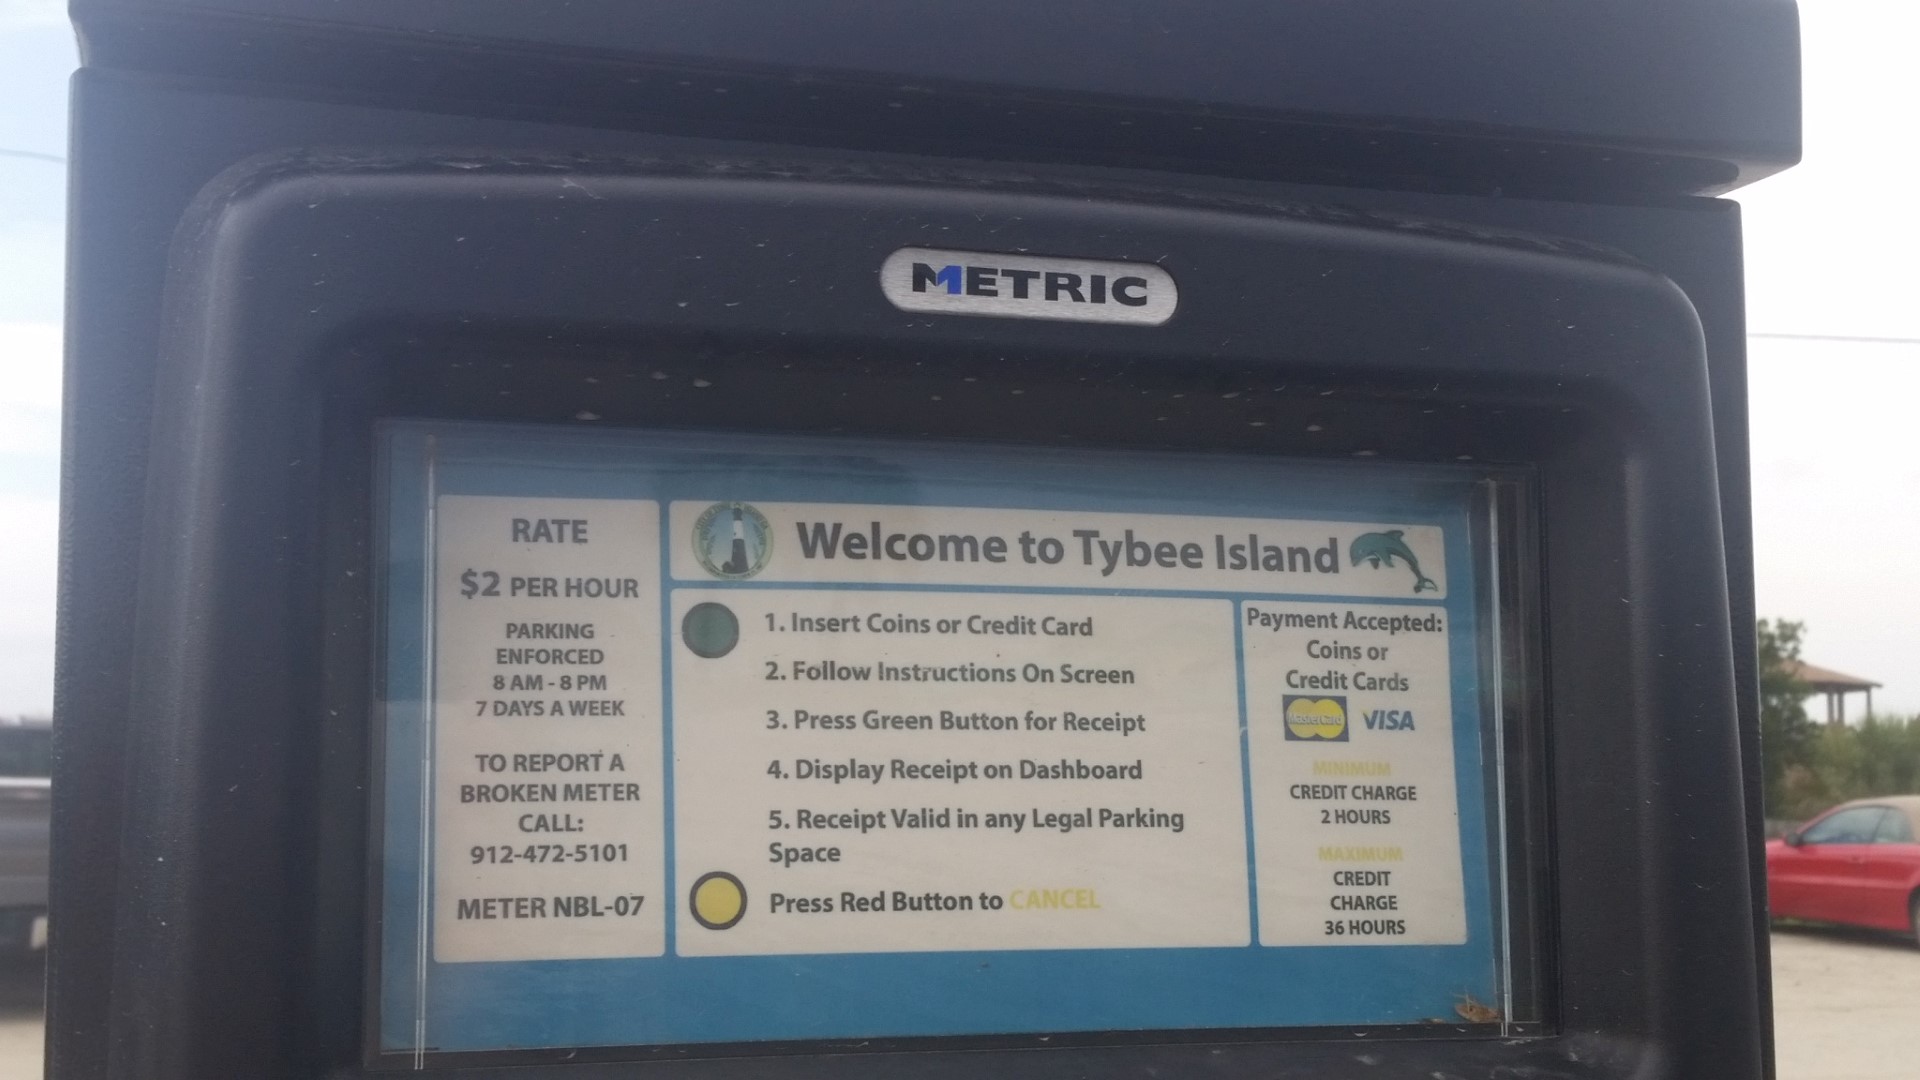 METRIC
RATE
$2 PER HOUR
PARKING
ENFORCED
8 AM - 8 PM
7 DAYS A WEEK
TO REPORT A
BROKEN METER
CALL:
912-472-5101
METER NBL-07
Welcome to Tybee Island
1. Insert Coins or Credit Card
2. Follow Instructions On Screen
3. Press Green Button for Receipt
4. Display Receipt on Dashboard
5. Receipt Valid in any Legal Parking
Space
Press Red Button to CANCEL
Payment Accepted:
Coins or
Credit Cards
MasterCard VISA
MINIMUM
CREDIT CHARGE
2 HOURS
MAXIMUM
CREDIT
CHARGE
36 HOURS